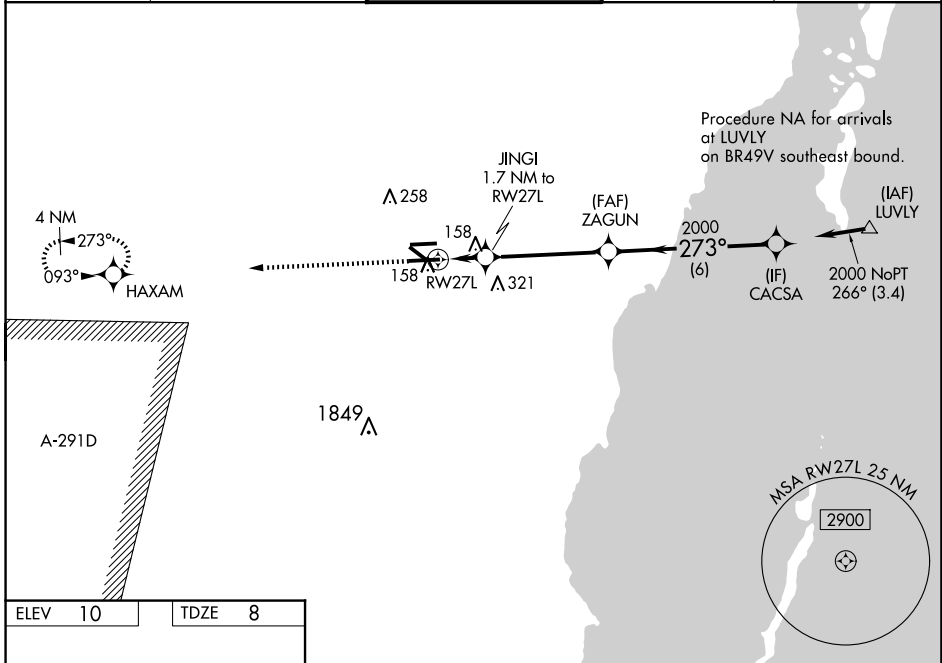 Procedure NA for arrivals
at LUVLY
on BR49V southeast bound.
JINGI
1.7 NM to
RW27L
258
(FAF)
ZAGUN
(IAF)
LUVLY
4 NM
273°
093°
HAXAM
158
158
RW27L
321
2000
273°
(6)
(IF)
CACSA
2000 NoPT
266° (3.4)
1849
A-291D
MSA RW27L 25 NM
2900
ELEV 10
TDZE 8